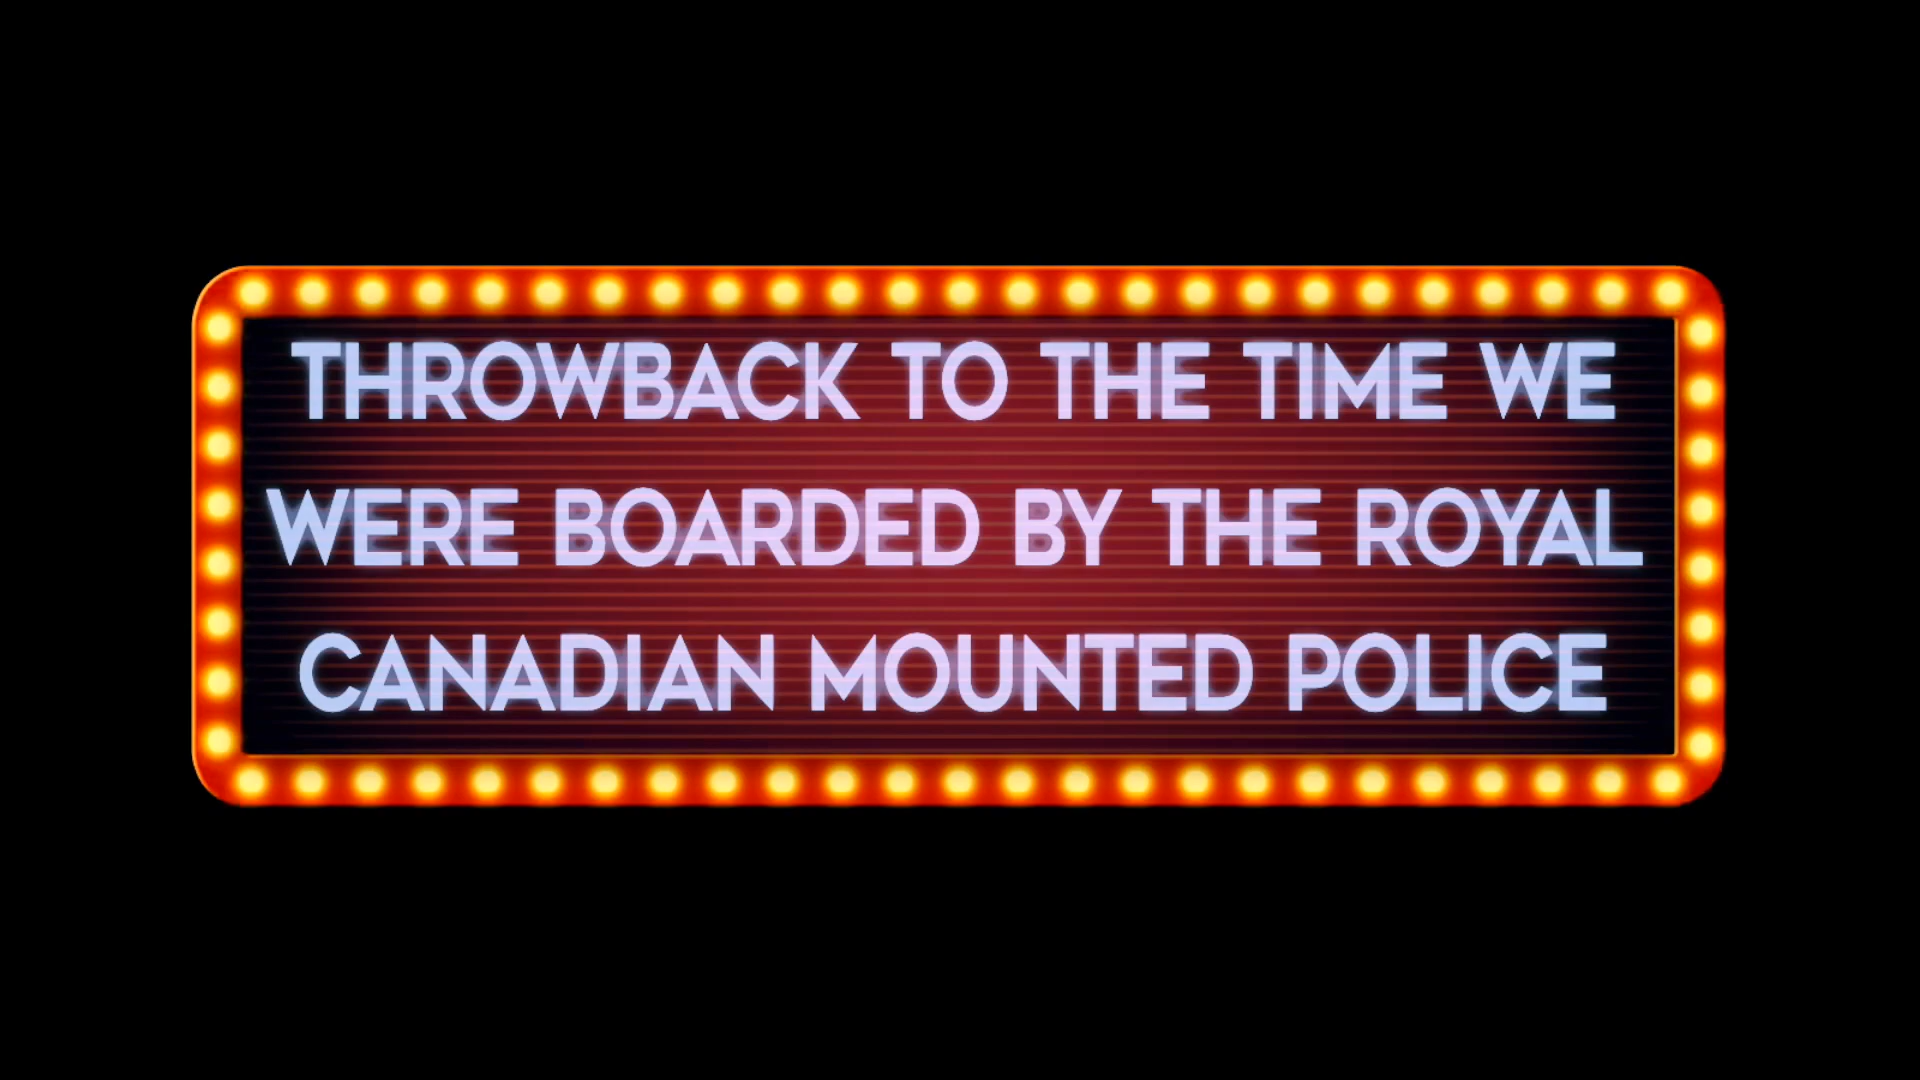 THROWBACK TO THE TIME WE
WERE BOARDED BY THE ROYAL
CANADIAN MOUNTED POLICE